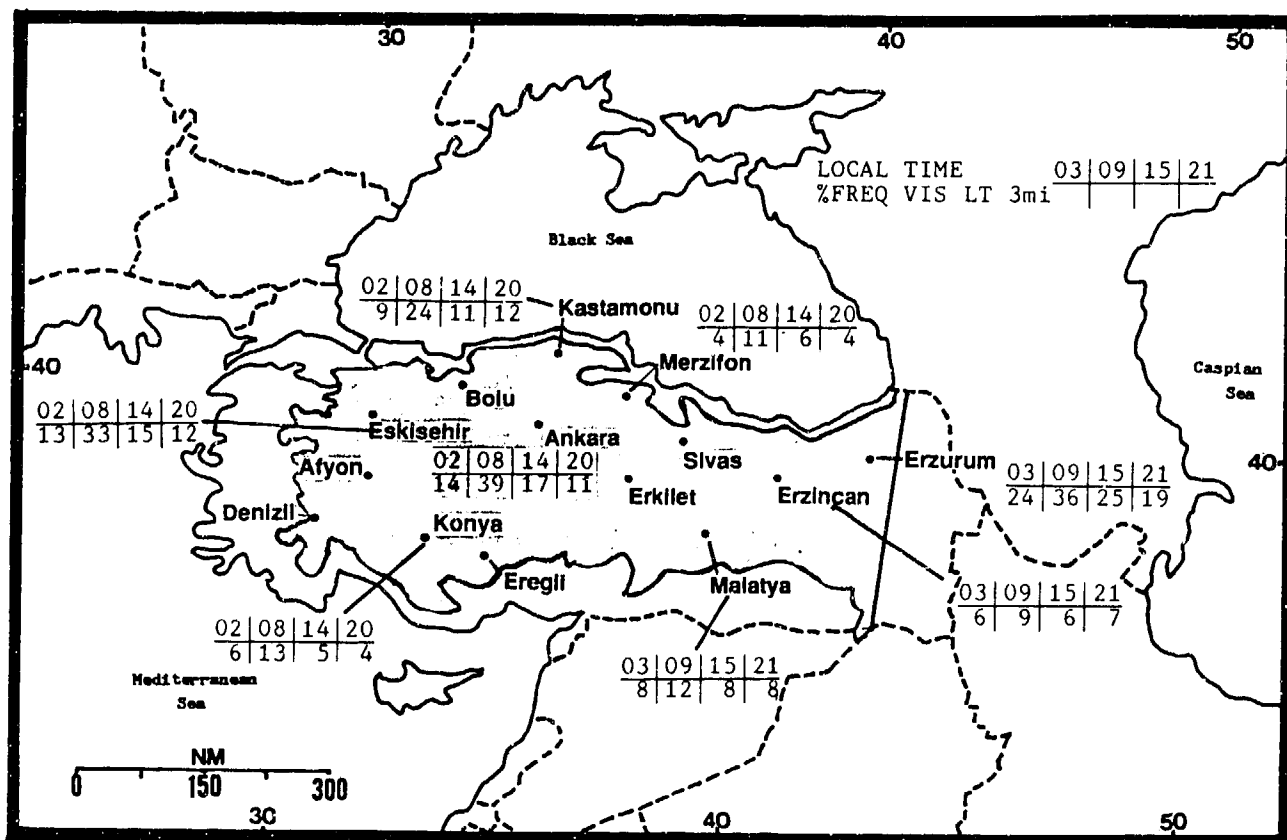 30 40 50
LOCAL TIME 03|09|15|21
%FREQ VIS LT 3mi
Black Sea
02|08|14|20
9|24|11|12
Kastamonu
02|08|14|20
4|11|6|4
40
Merzifon
Caspian
Sea
Bolu
02|08|14|20
13|33|15|12
Eskisehir
Ankara
Sivas
Erzurum
40
Afyon
02|08|14|20
14|39|17|11
Erkilet
Erzincan
03|09|15|21
24|36|25|19
Denizli
Konya
Eregli
Malatya
03|09|15|21
6|9|6|7
02|08|14|20
6|13|5|4
03|09|15|21
8|12|8|8
Mediterranean
Sea
NM
0 150 300
30 40 50